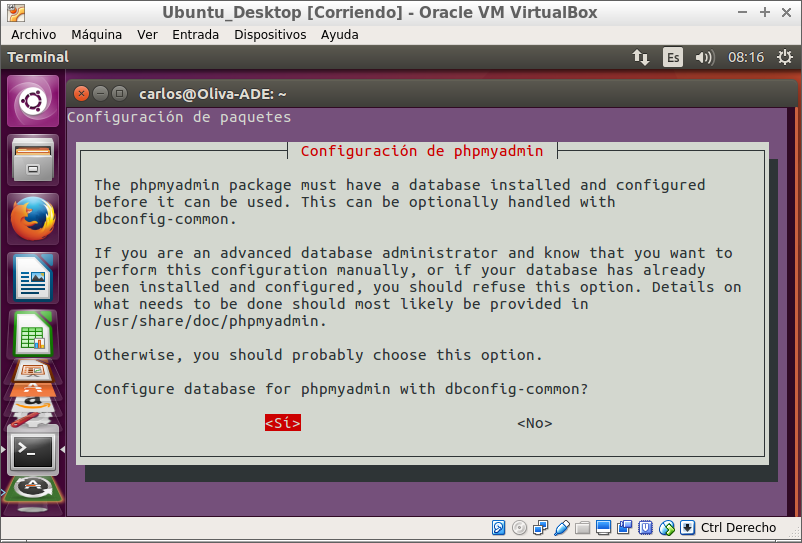 Ubuntu_Desktop [Corriendo] - Oracle VM VirtualBox
Archivo Máquina Ver Entrada Dispositivos Ayuda
Terminal Es 08:16
carlos@Oliva-ADE: ~
Configuración de paquetes
Configuración de phpmyadmin
The phpmyadmin package must have a database installed and configured
before it can be used. This can be optionally handled with
dbconfig-common.
If you are an advanced database administrator and know that you want to
perform this configuration manually, or if your database has already
been installed and configured, you should refuse this option. Details on
what needs to be done should most likely be provided in
/usr/share/doc/phpmyadmin.
Otherwise, you should probably choose this option.
Configure database for phpmyadmin with dbconfig-common?
<Sí> <No>
Ctrl Derecho